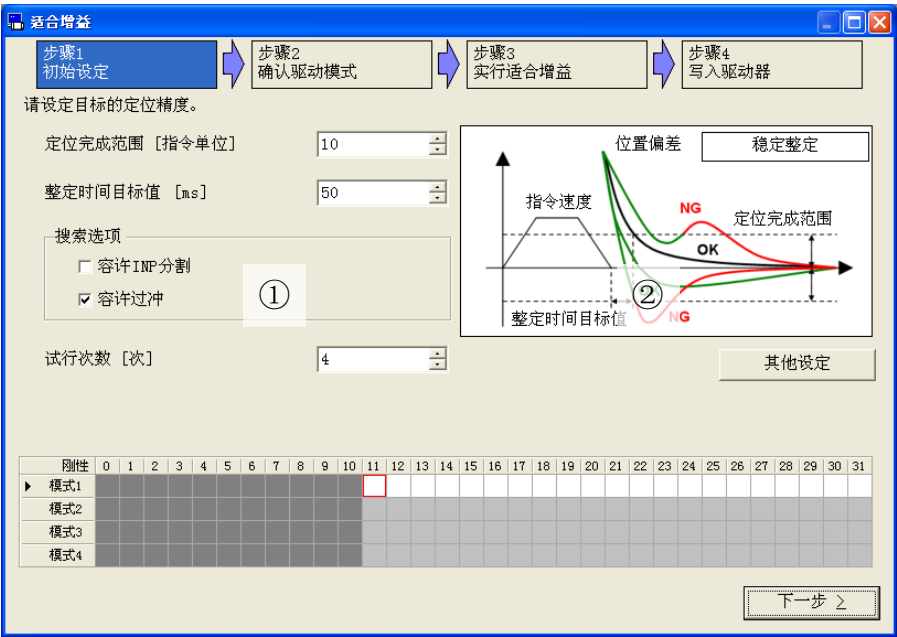 适合增益
步骤1
初始设定
步骤2
确认驱动模式
步骤3
实行适合增益
步骤4
写入驱动器
请设定目标的定位精度。
定位完成范围 [指令单位]
10
整定时间目标值 [ms]
50
搜索选项
容许INP分割
容许过冲
①
试行次数 [次]
4
位置偏差
稳定整定
指令速度
NG
定位完成范围
OK
②
整定时间目标值
NG
其他设定
刚性 0 1 2 3 4 5 6 7 8 9 10 11 12 13 14 15 16 17 18 19 20 21 22 23 24 25 26 27 28 29 30 31
模式1
模式2
模式3
模式4
下一步 ≥